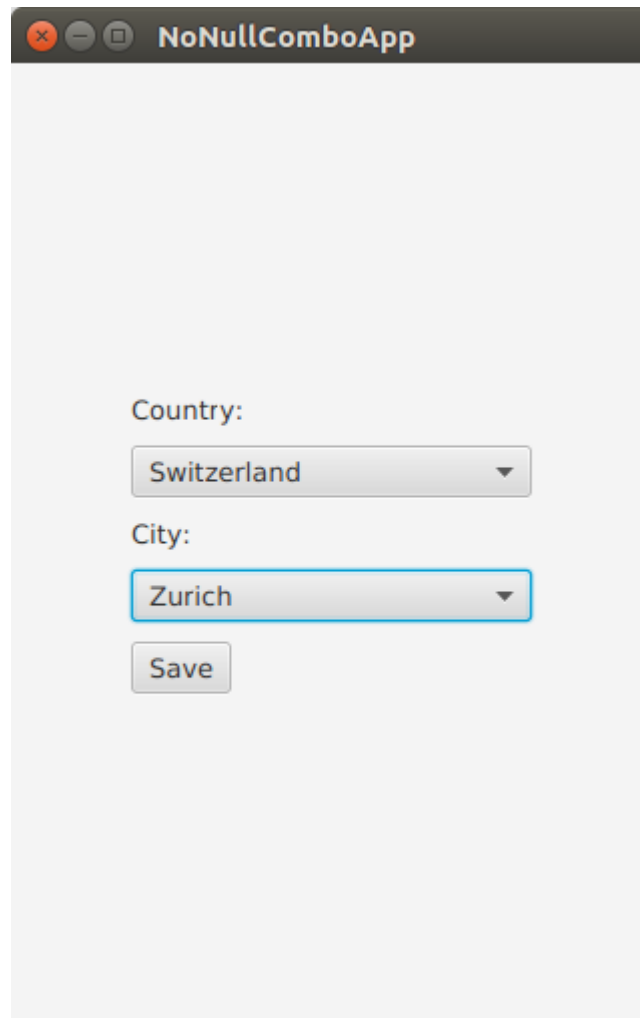 NoNullComboApp
Country:
Switzerland
City:
Zurich
Save